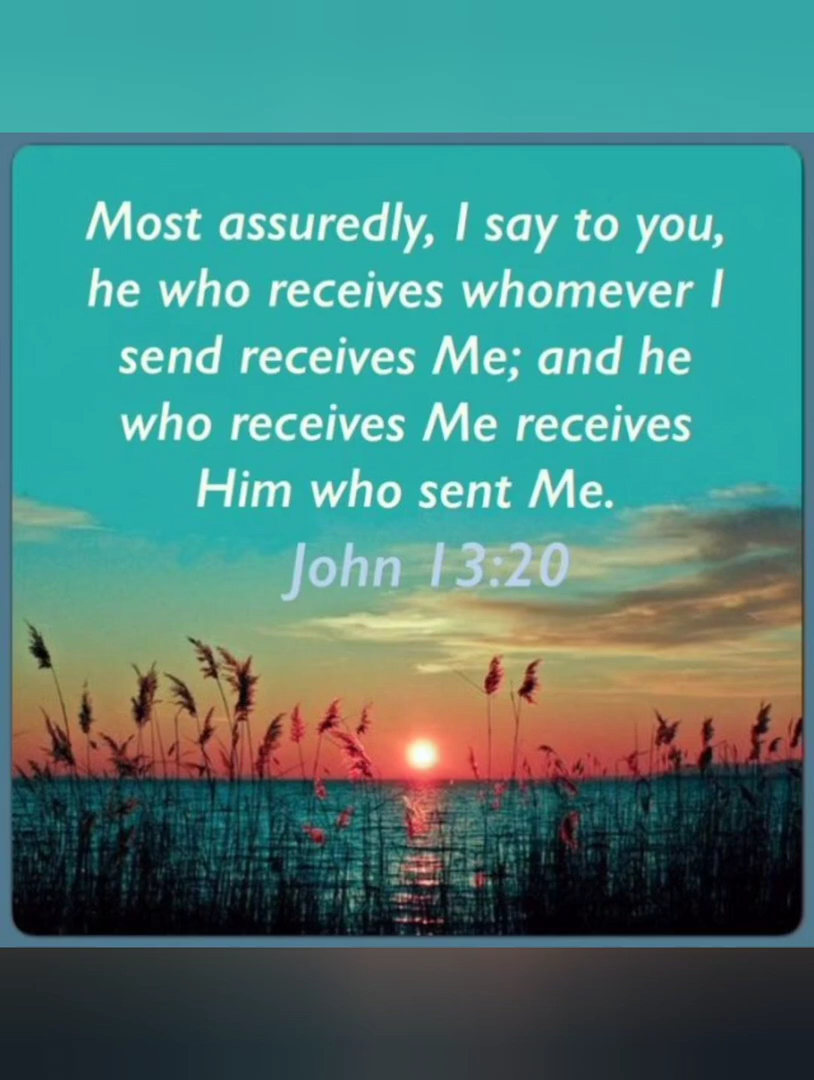 Most assuredly, I say to you,
he who receives whomever I
send receives Me; and he
who receives Me receives
Him who sent Me.
John 13:20